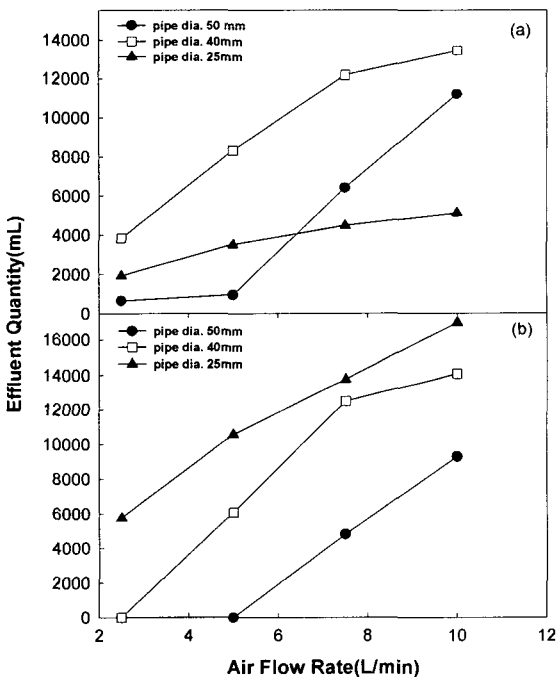 (a)
pipe dia. 50 mm
pipe dia. 40mm
pipe dia. 25mm
14000
12000
10000
8000
6000
4000
2000
0
(b)
pipe dia. 50mm
pipe dia. 40mm
pipe dia. 25mm
16000
14000
12000
10000
8000
6000
4000
2000
0
2 4 6 8 10 12
Effluent Quantity(mL)
Air Flow Rate(L/min)